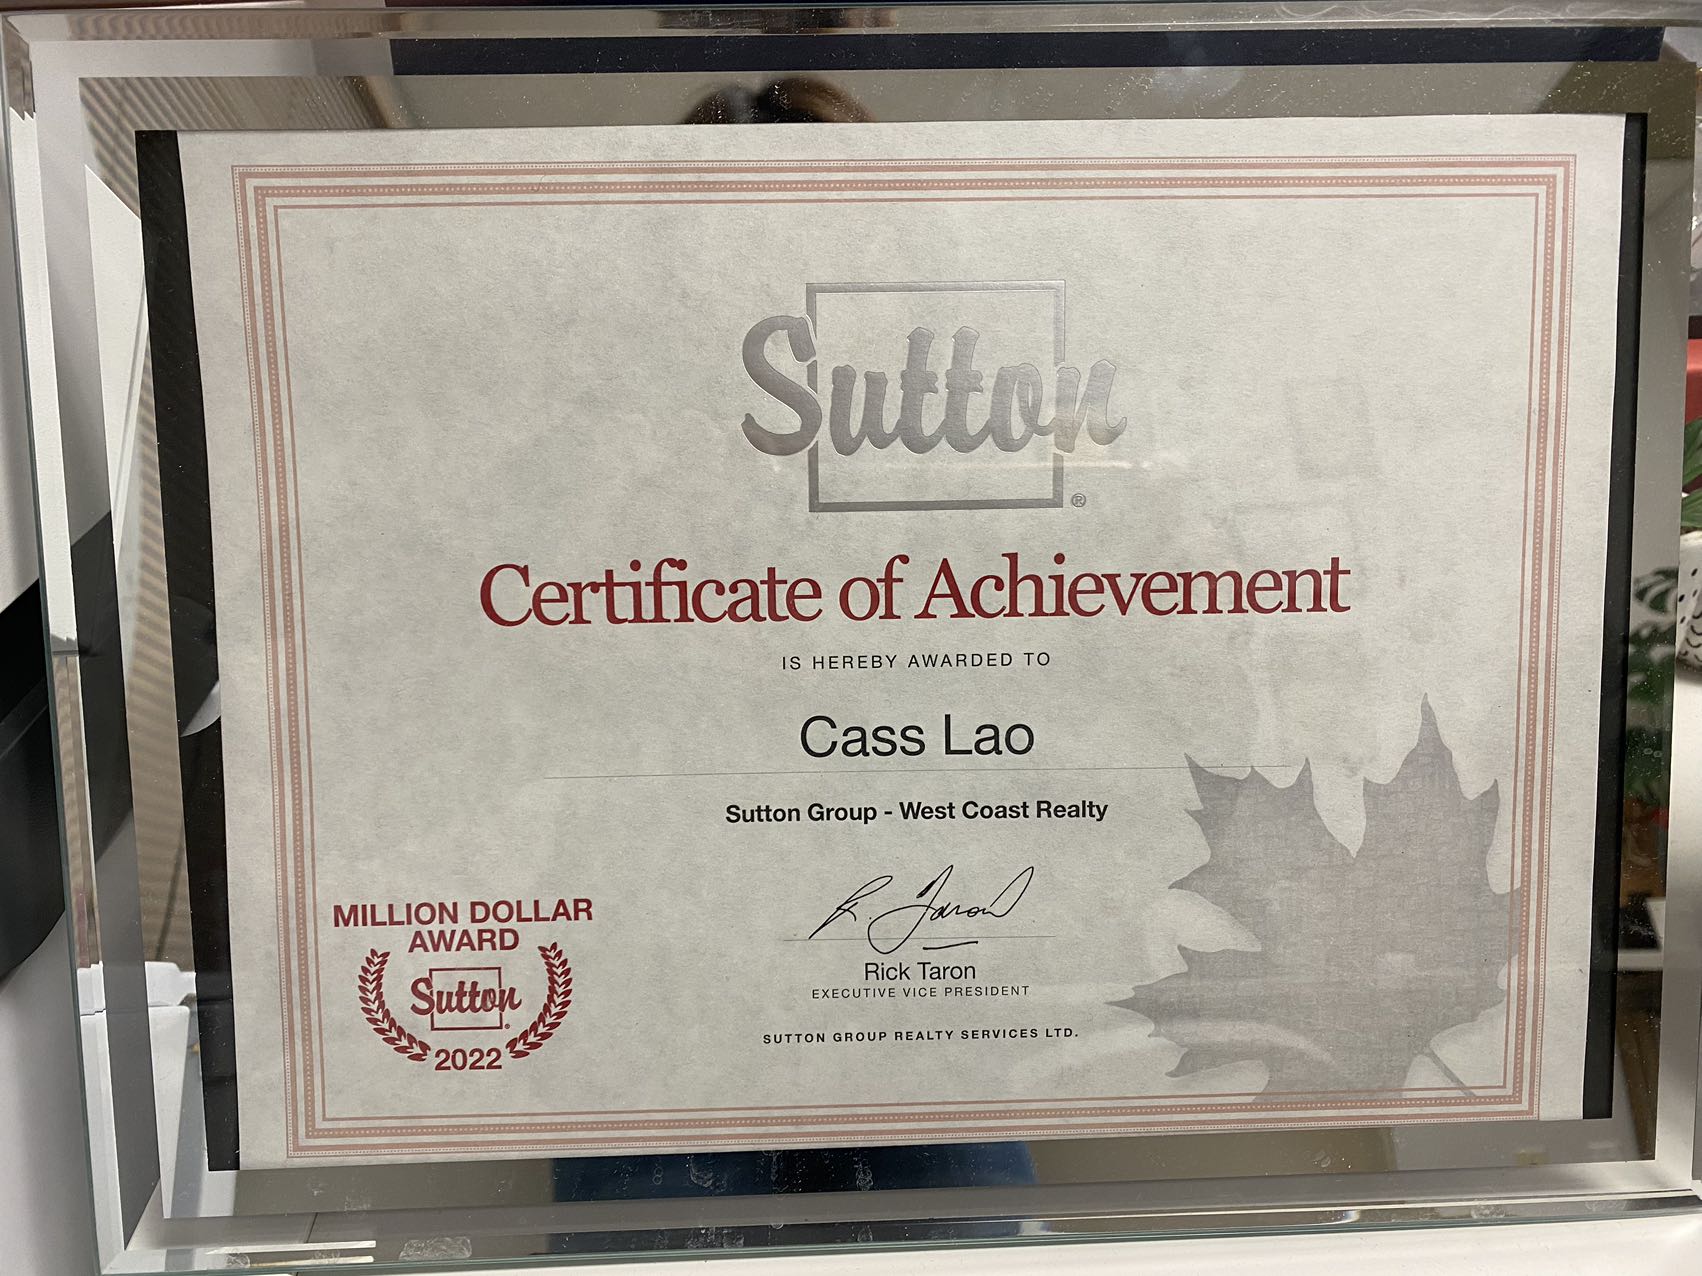 Sutton
®
Certificate of Achievement
IS HEREBY AWARDED TO
Cass Lao
Sutton Group - West Coast Realty
R. Taron
Rick Taron
EXECUTIVE VICE PRESIDENT
SUTTON GROUP REALTY SERVICES LTD.
MILLION DOLLAR
AWARD
Sutton
2022